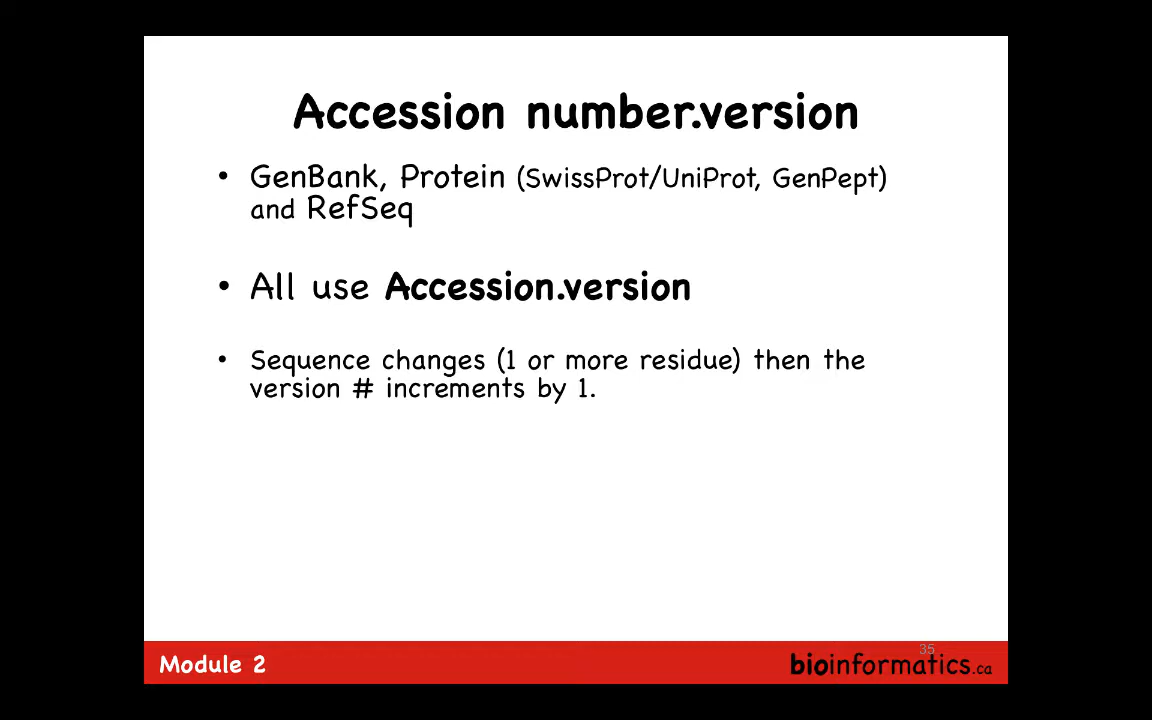 Accession number.version
• GenBank, Protein (SwissProt/UniProt, GenPept)
and RefSeq
• All use Accession.version
• Sequence changes (1 or more residue) then the
version # increments by 1.
35
Module 2
bioinformatics.ca